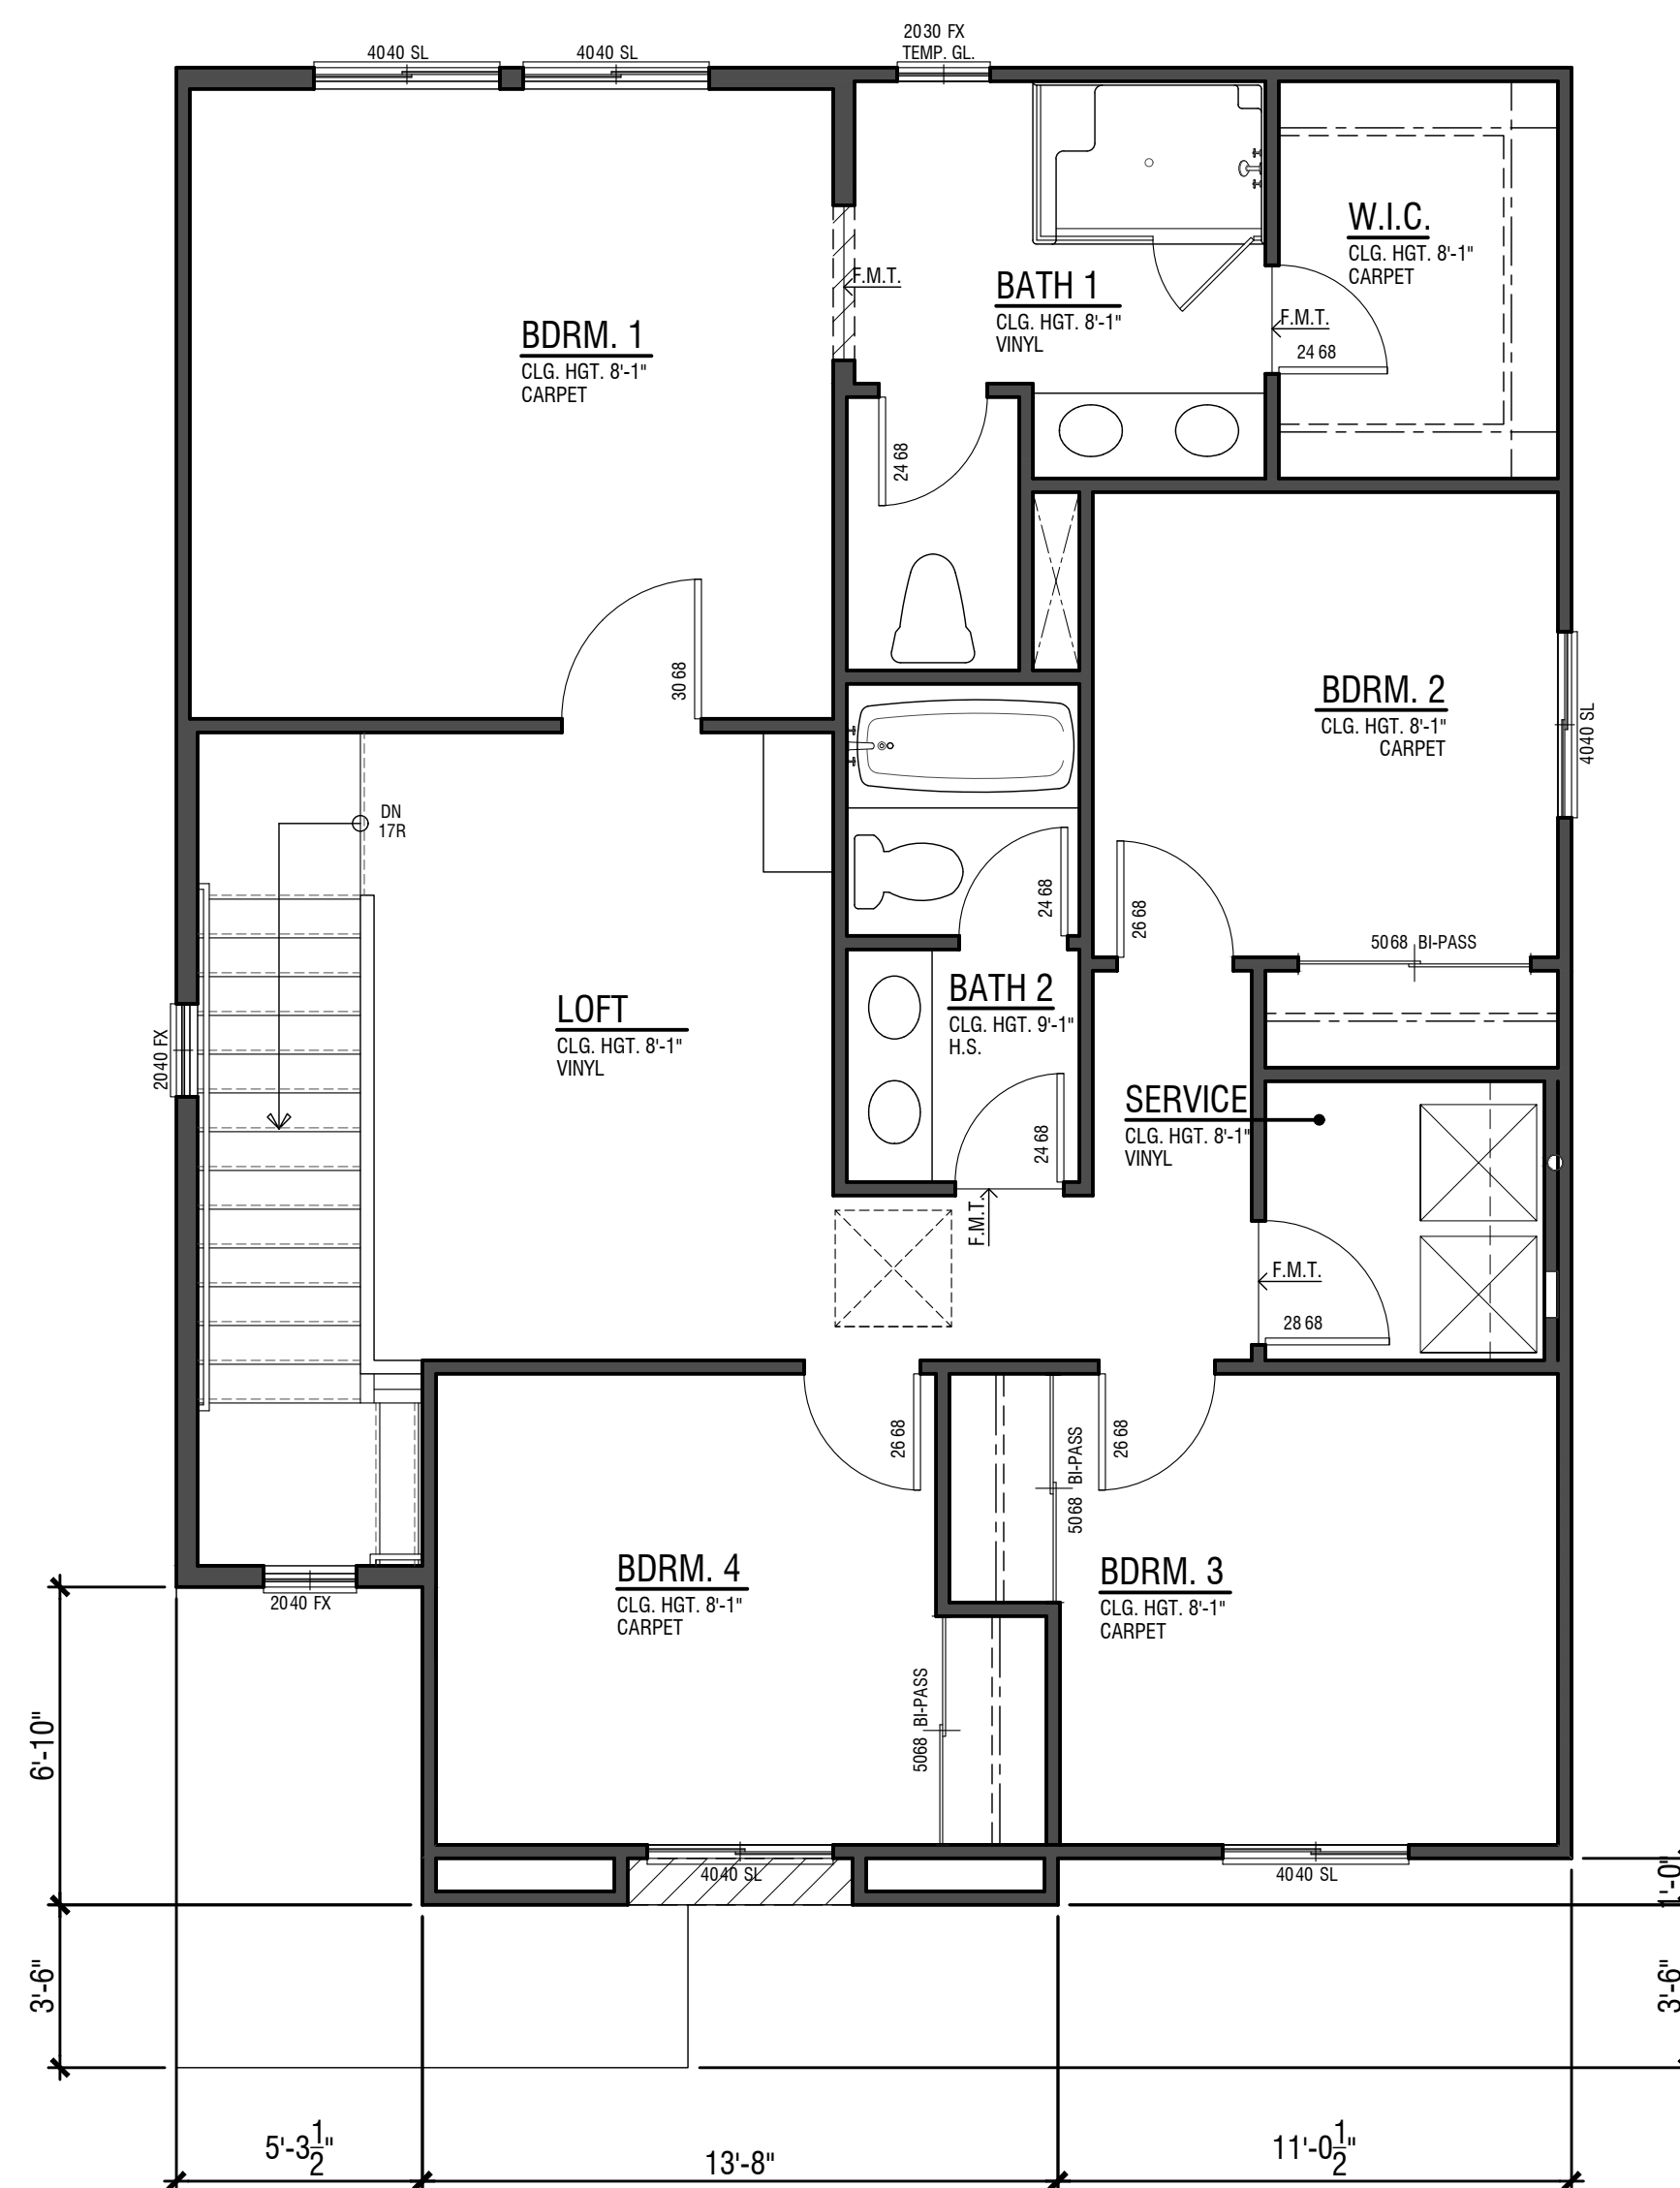 4040 SL
4040 SL
2030 FX
TEMP. GL.
W.I.C.
CLG. HGT. 8'-1"
CARPET
F.M.T.
BATH 1
CLG. HGT. 8'-1"
VINYL
F.M.T.
24 68
BDRM. 1
CLG. HGT. 8'-1"
CARPET
24 68
30 68
BDRM. 2
CLG. HGT. 8'-1"
CARPET
4040 SL
DN
17R
24 68
26 68
5068 BI-PASS
BATH 2
CLG. HGT. 9'-1"
H.S.
LOFT
CLG. HGT. 8'-1"
VINYL
2040 FX
SERVICE
CLG. HGT. 8'-1"
VINYL
24 68
F.M.T.
F.M.T.
28 68
26 68
5068 BI-PASS
26 68
BDRM. 4
CLG. HGT. 8'-1"
CARPET
BDRM. 3
CLG. HGT. 8'-1"
CARPET
2040 FX
5068 BI-PASS
6'-10"
4040 SL
4040 SL
1'-0"
3'-6"
3'-6"
5'-3 1/2"
13'-8"
11'-0 1/2"